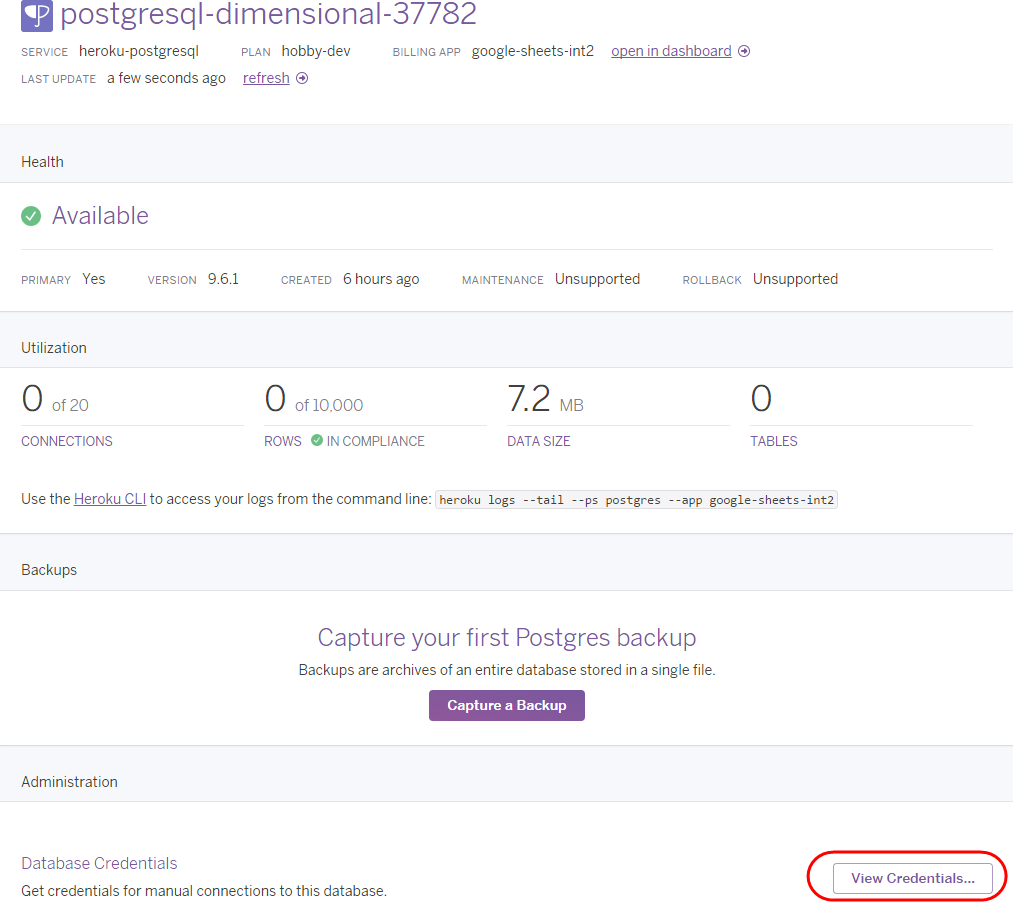 postgresql-dimensional-37782
SERVICE heroku-postgresql PLAN hobby-dev BILLING APP google-sheets-int2 open in dashboard
LAST UPDATE a few seconds ago refresh
Health
Available
PRIMARY Yes VERSION 9.6.1 CREATED 6 hours ago MAINTENANCE Unsupported ROLLBACK Unsupported
Utilization
0 of 20 0 of 10,000 7.2 MB 0
CONNECTIONS ROWS IN COMPLIANCE DATA SIZE TABLES
Use the Heroku CLI to access your logs from the command line: heroku logs --tail --ps postgres --app google-sheets-int2
Backups
Capture your first Postgres backup
Backups are archives of an entire database stored in a single file.
Capture a Backup
Administration
Database Credentials
View Credentials...
Get credentials for manual connections to this database.